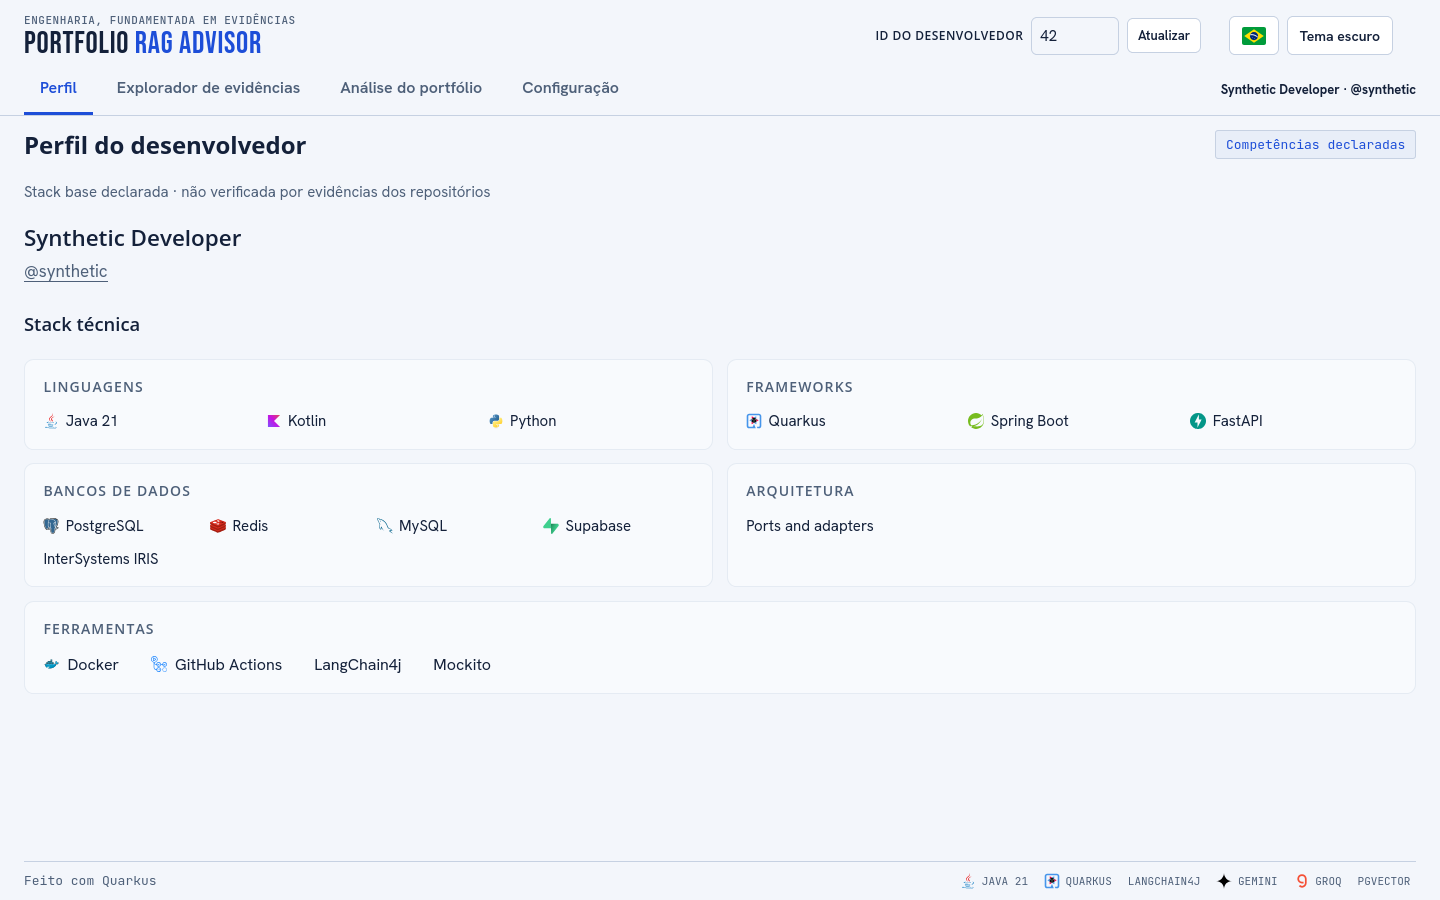 ENGENHARIA, FUNDAMENTADA EM EVIDÊNCIAS
PORTFOLIO RAG ADVISOR
ID DO DESENVOLVEDOR 42 Atualizar Tema escuro
Perfil Explorador de evidências Análise do portfólio Configuração Synthetic Developer · @synthetic
Perfil do desenvolvedor Competências declaradas
Stack base declarada · não verificada por evidências dos repositórios
Synthetic Developer
@synthetic
Stack técnica
LINGUAGENS
Java 21 Kotlin Python
FRAMEWORKS
Quarkus Spring Boot FastAPI
BANCOS DE DADOS
PostgreSQL Redis MySQL Supabase
InterSystems IRIS
ARQUITETURA
Ports and adapters
FERRAMENTAS
Docker GitHub Actions LangChain4j Mockito
Feito com Quarkus JAVA 21 QUARKUS LANGCHAIN4J GEMINI GROQ PGVECTOR